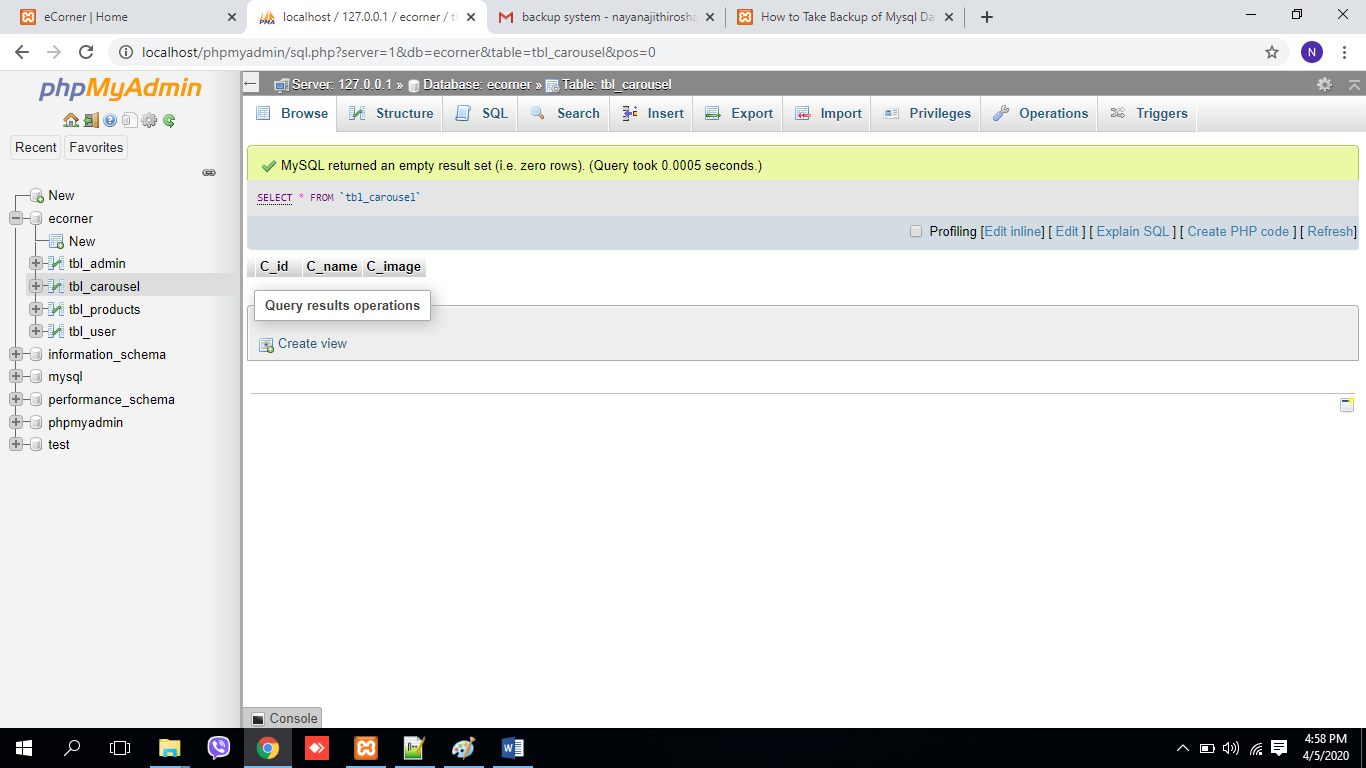 eCorner | Home
localhost / 127.0.0.1 / ecorner / t
backup system - nayanajithirosha
How to Take Backup of Mysql Da
localhost/phpmyadmin/sql.php?server=1&db=ecorner&table=tbl_carousel&pos=0
N
phpMyAdmin
Recent Favorites
New
ecorner
New
tbl_admin
tbl_carousel
tbl_products
tbl_user
information_schema
mysql
performance_schema
phpmyadmin
test
Server: 127.0.0.1 » Database: ecorner » Table: tbl_carousel
Browse Structure SQL Search Insert Export Import Privileges Operations Triggers
MySQL returned an empty result set (i.e. zero rows). (Query took 0.0005 seconds.)
SELECT * FROM `tbl_carousel`
Profiling [Edit inline] [ Edit ] [ Explain SQL ] [ Create PHP code ] [ Refresh]
C_id C_name C_image
Query results operations
Create view
Console
4:58 PM
4/5/2020